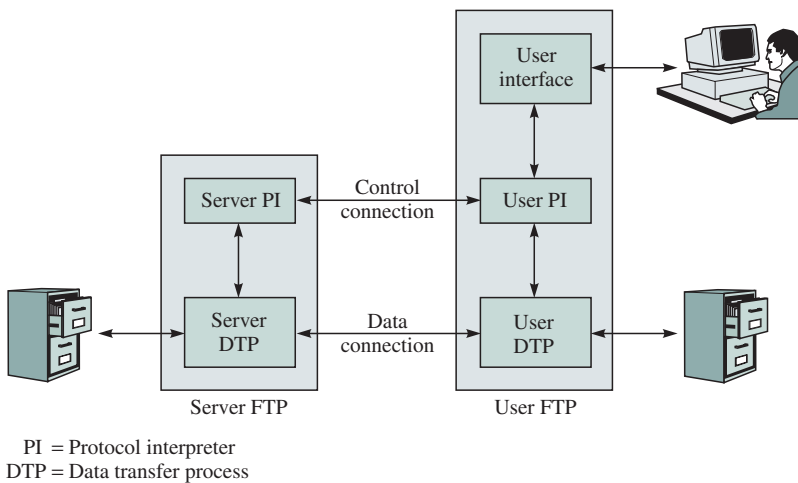 User
interface
Control
connection
Server PI
User PI
Server
DTP
Data
connection
User
DTP
Server FTP
User FTP
PI = Protocol interpreter
DTP = Data transfer process